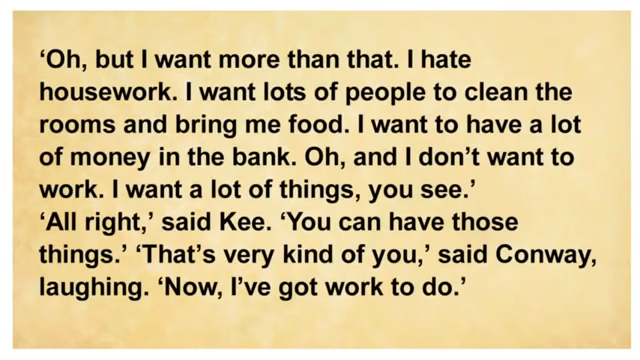 ‘Oh, but I want more than that. I hate
housework. I want lots of people to clean the
rooms and bring me food. I want to have a lot
of money in the bank. Oh, and I don’t want to
work. I want a lot of things, you see.’
‘All right,’ said Kee. ‘You can have those
things.’ ‘That’s very kind of you,’ said Conway,
laughing. ‘Now, I’ve got work to do.’